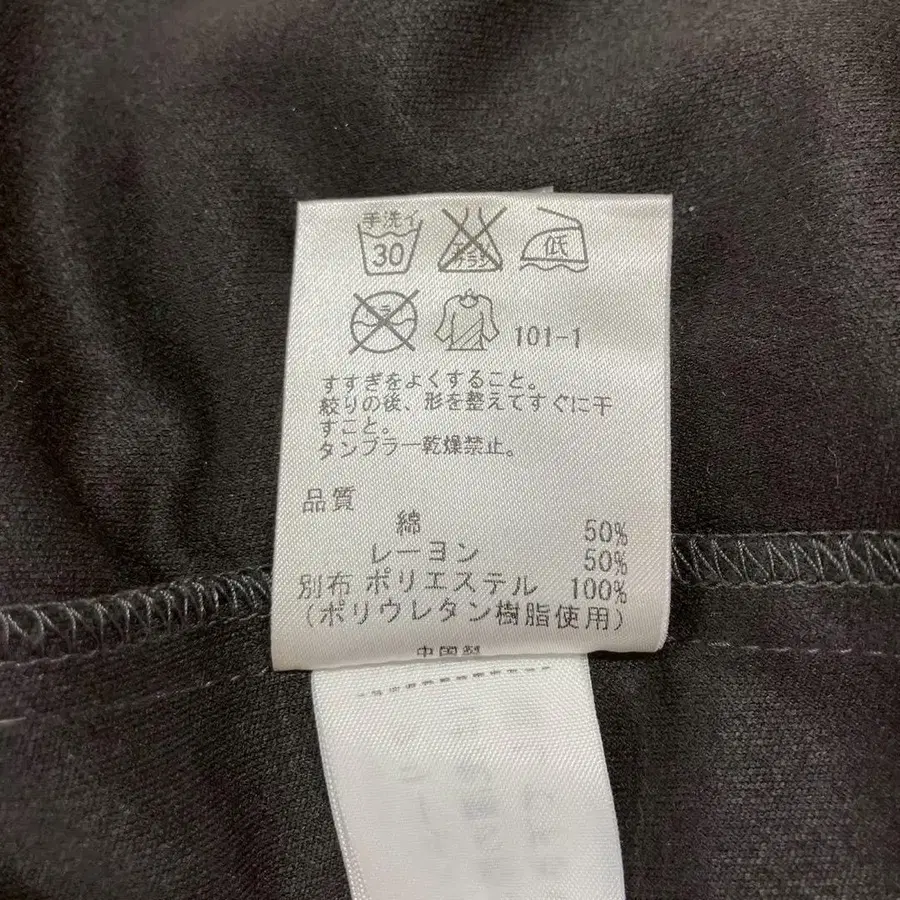 手洗イ
30
低
101-1
すすぎをよくすること。
絞りの後、形を整えてすぐに干
すこと。
タンブラー乾燥禁止。
品質
綿 50%
レーヨン 50%
別布 ポリエステル 100%
(ポリウレタン樹脂使用)
中国製